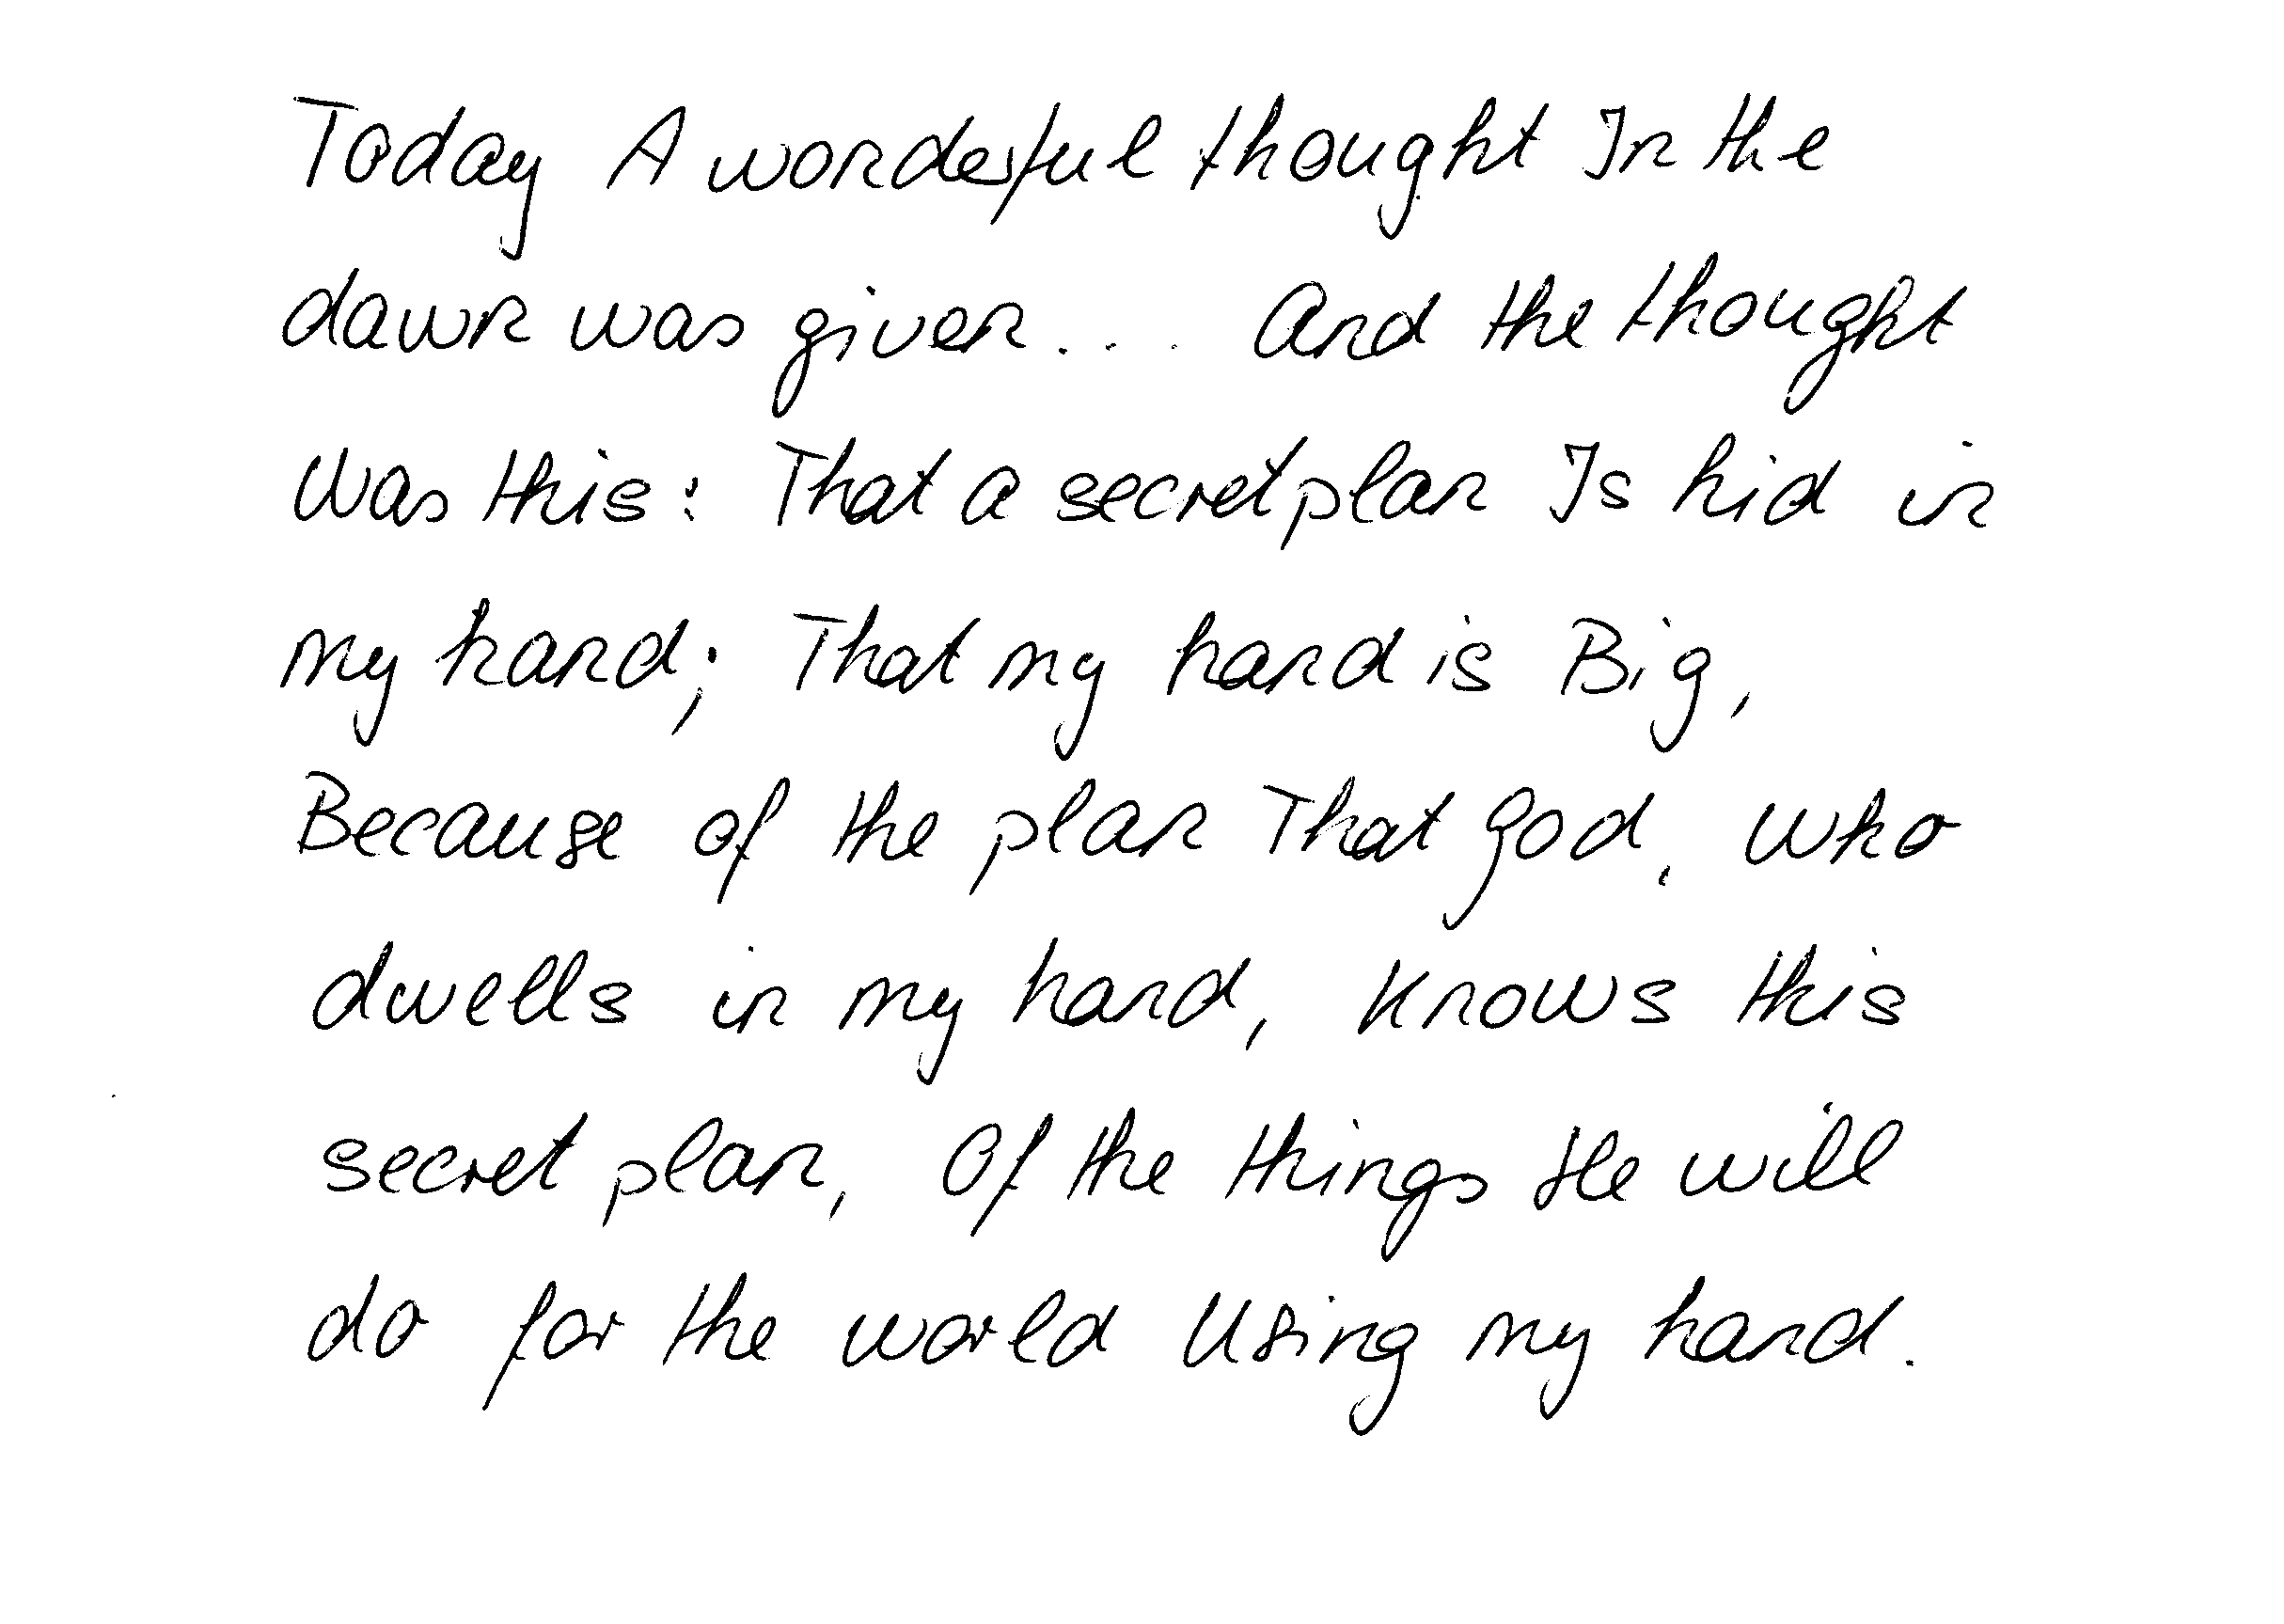 Today A wonderful thought In the
dawn was given... And the thought
Was this: That a secret plan Is hid in
my hand; That my hand is Big,
Because of the plan That God, who
dwells in my hand, knows this
secret plan, Of the things He will
do for the world Using my hand.